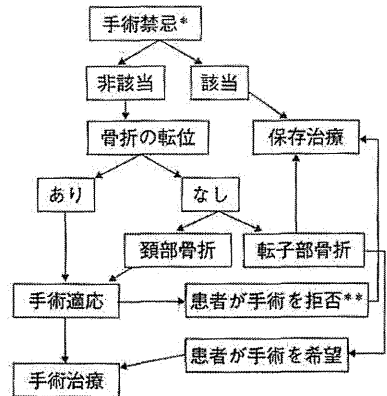 手術禁忌*
非該当
該当
骨折の転位
保存治療
あり
なし
頚部骨折
転子部骨折
手術適応
患者が手術を拒否**
患者が手術を希望
手術治療